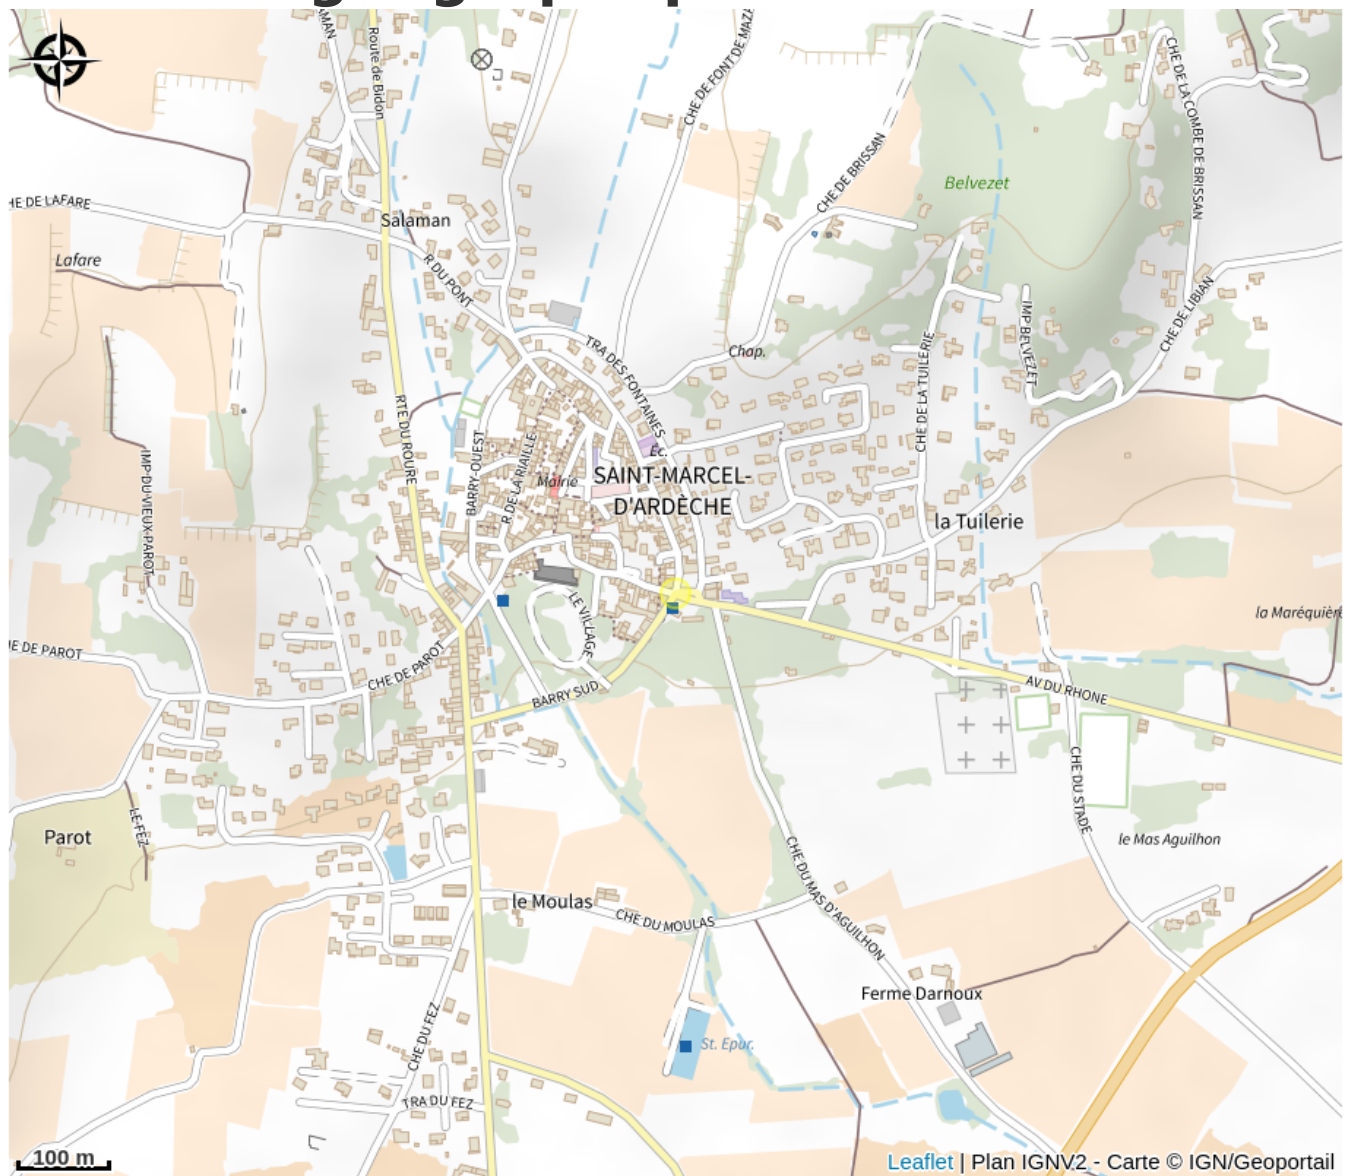 Route de Bidon
CHE DE FONT DE MAZE
CHE DE LA COMBE DE BRISSAN
CHE DE BRISSAN
Belvezet
HE DE LAFARE
Salaman
Lafare
R DU PONT
CHE DE LIBIAN
IMP BELVEZET
TRA DES FONTAINES
Chap.
CHE DE LA TUILERIE
RTE DU ROURE
BARRY-OUEST
R DE LA RIAILLE
Ec.
Mairie
SAINT-MARCEL-
D'ARDÈCHE
IMP DU VIEUX PAROT
la Tuilerie
LE VILLAGE
la Maréquière
IE DE PAROT
CHE DE PAROT
BARRY SUD
AV DU RHONE
CHE DU STADE
LE FEZ
Parot
le Mas Aguilhon
CHE DU MAS D'AGUILHON
le Moulas
CHE DU MOULAS
Ferme Darnoux
CHE DU FEZ
St. Epur.
TRA DU FEZ
100 m
Leaflet | Plan IGNV2 - Carte © IGN/Geoportail